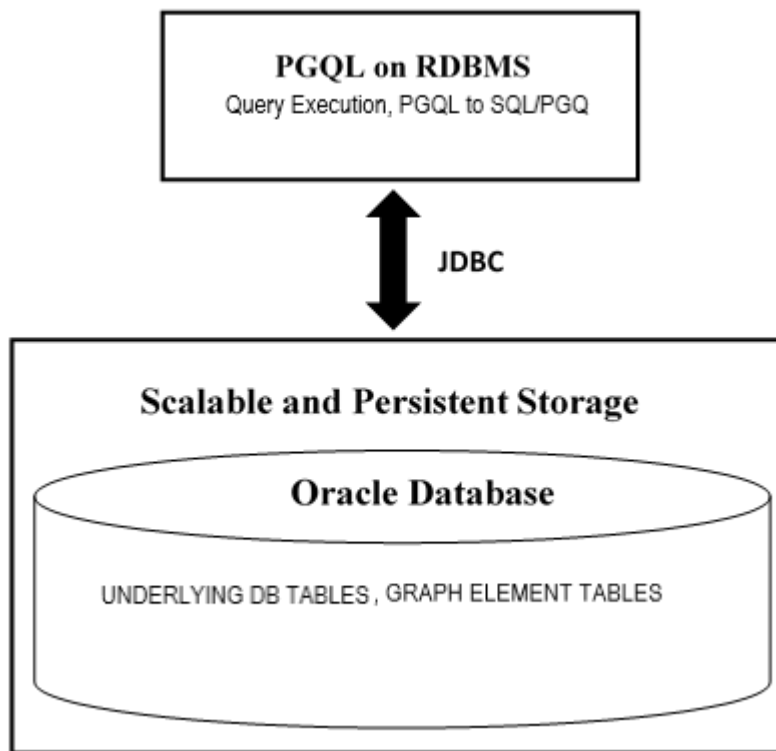 PGQL on RDBMS
Query Execution, PGQL to SQL/PGQ
JDBC
Scalable and Persistent Storage
Oracle Database
UNDERLYING DB TABLES, GRAPH ELEMENT TABLES